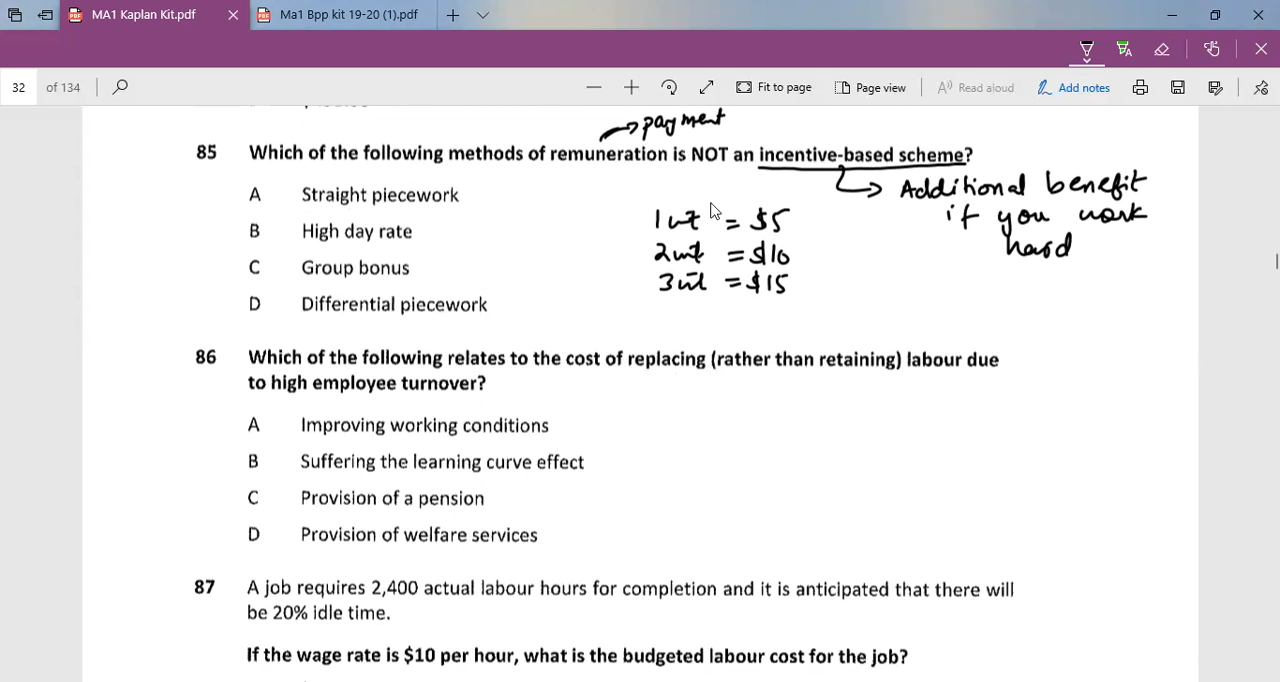 MA1 Kaplan Kit.pdf
Ma1 Bpp kit 19-20 (1).pdf
32 of 134
Fit to page
Page view
Read aloud
Add notes
payment
85 Which of the following methods of remuneration is NOT an incentive-based scheme?
A Straight piecework
B High day rate
C Group bonus
D Differential piecework
1 unt = $5
2 unt = $10
3 unt = $15
Additional benefit
if you work
hard
86 Which of the following relates to the cost of replacing (rather than retaining) labour due
to high employee turnover?
A Improving working conditions
B Suffering the learning curve effect
C Provision of a pension
D Provision of welfare services
87 A job requires 2,400 actual labour hours for completion and it is anticipated that there will
be 20% idle time.
If the wage rate is $10 per hour, what is the budgeted labour cost for the job?